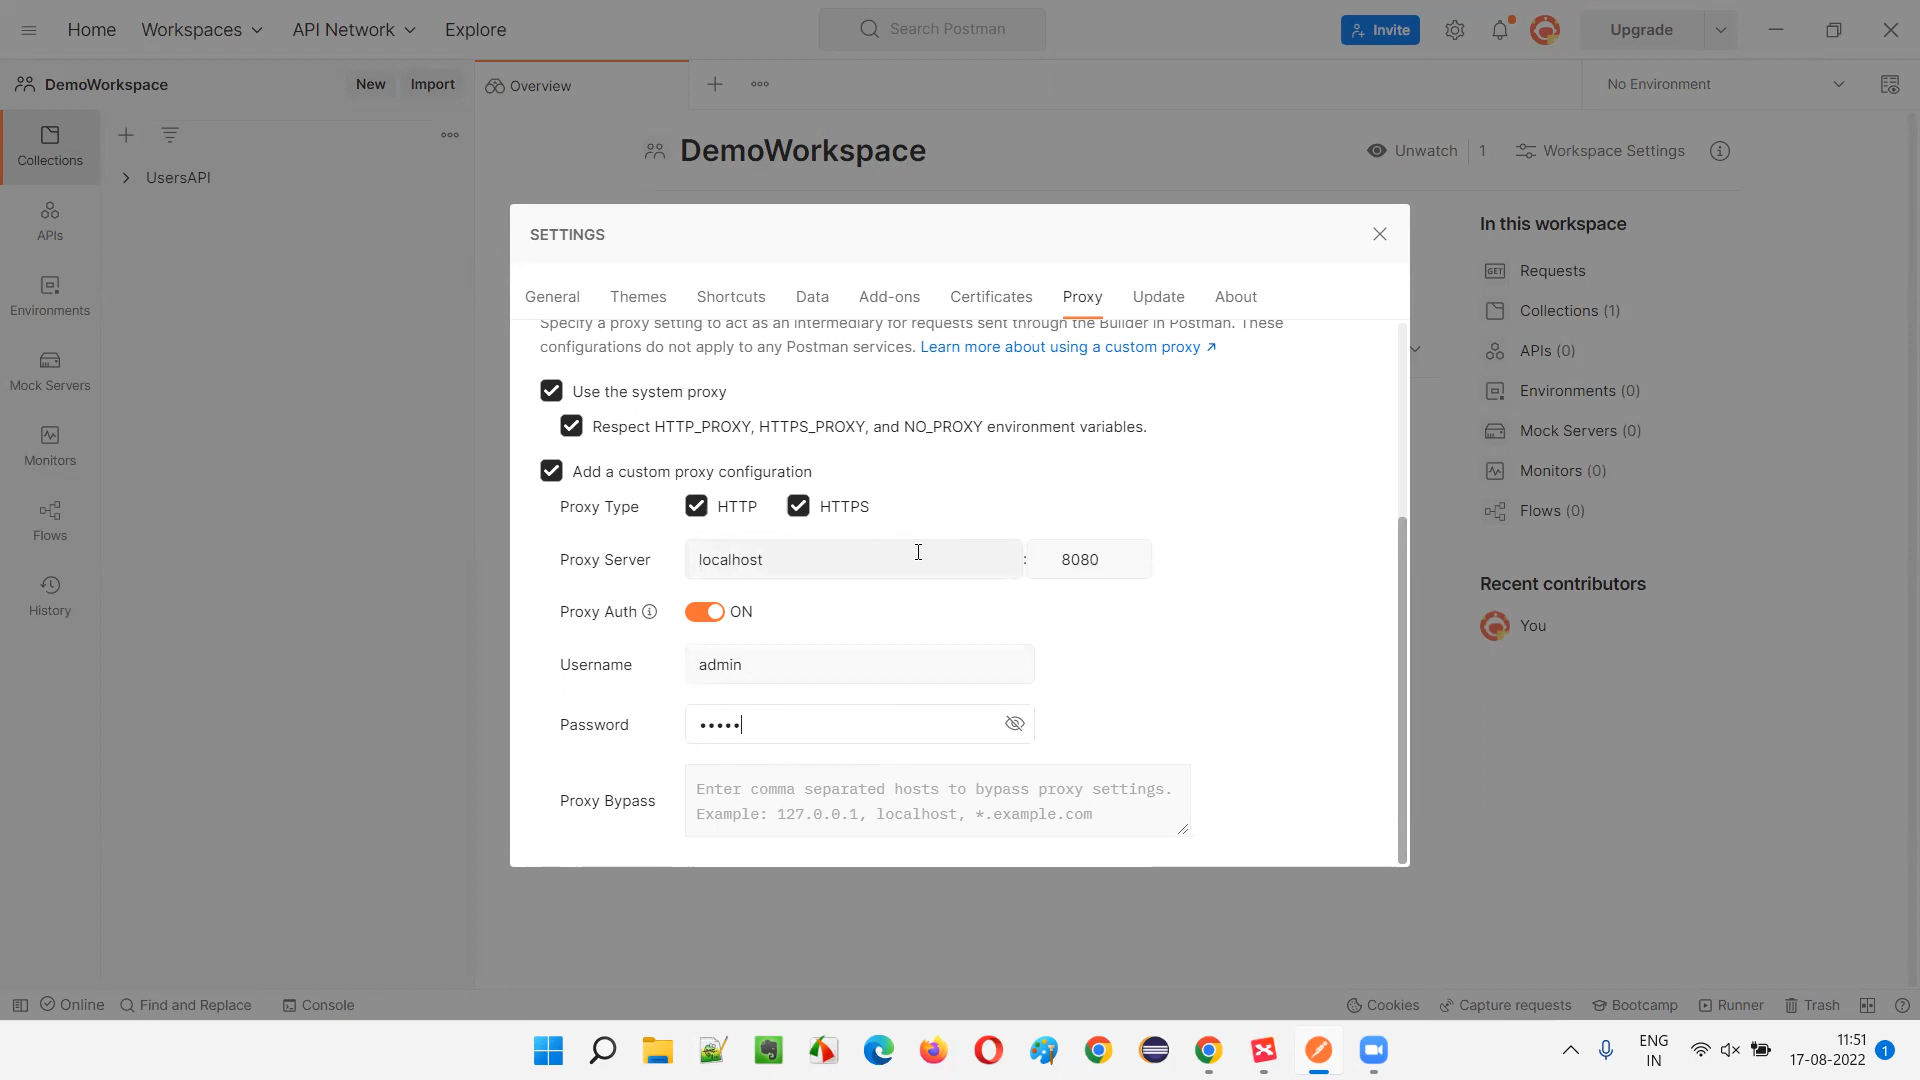 Home Workspaces API Network Explore Search Postman Invite Upgrade
DemoWorkspace New Import Overview No Environment
Collections
UsersAPI
APIs
Environments
Mock Servers
Monitors
Flows
History
DemoWorkspace Unwatch 1 Workspace Settings
SETTINGS
General Themes Shortcuts Data Add-ons Certificates Proxy Update About
Specify a proxy setting to act as an intermediary for requests sent through the Builder in Postman. These
configurations do not apply to any Postman services. Learn more about using a custom proxy ↗
Use the system proxy
Respect HTTP_PROXY, HTTPS_PROXY, and NO_PROXY environment variables.
Add a custom proxy configuration
Proxy Type HTTP HTTPS
Proxy Server localhost : 8080
Proxy Auth ON
Username admin
Password •••••
Proxy Bypass
Enter comma separated hosts to bypass proxy settings.
Example: 127.0.0.1, localhost, *.example.com
In this workspace
GET Requests
Collections (1)
APIs (0)
Environments (0)
Mock Servers (0)
Monitors (0)
Flows (0)
Recent contributors
You
Online Find and Replace Console Cookies Capture requests Bootcamp Runner Trash
ENG
IN
11:51
17-08-2022
1